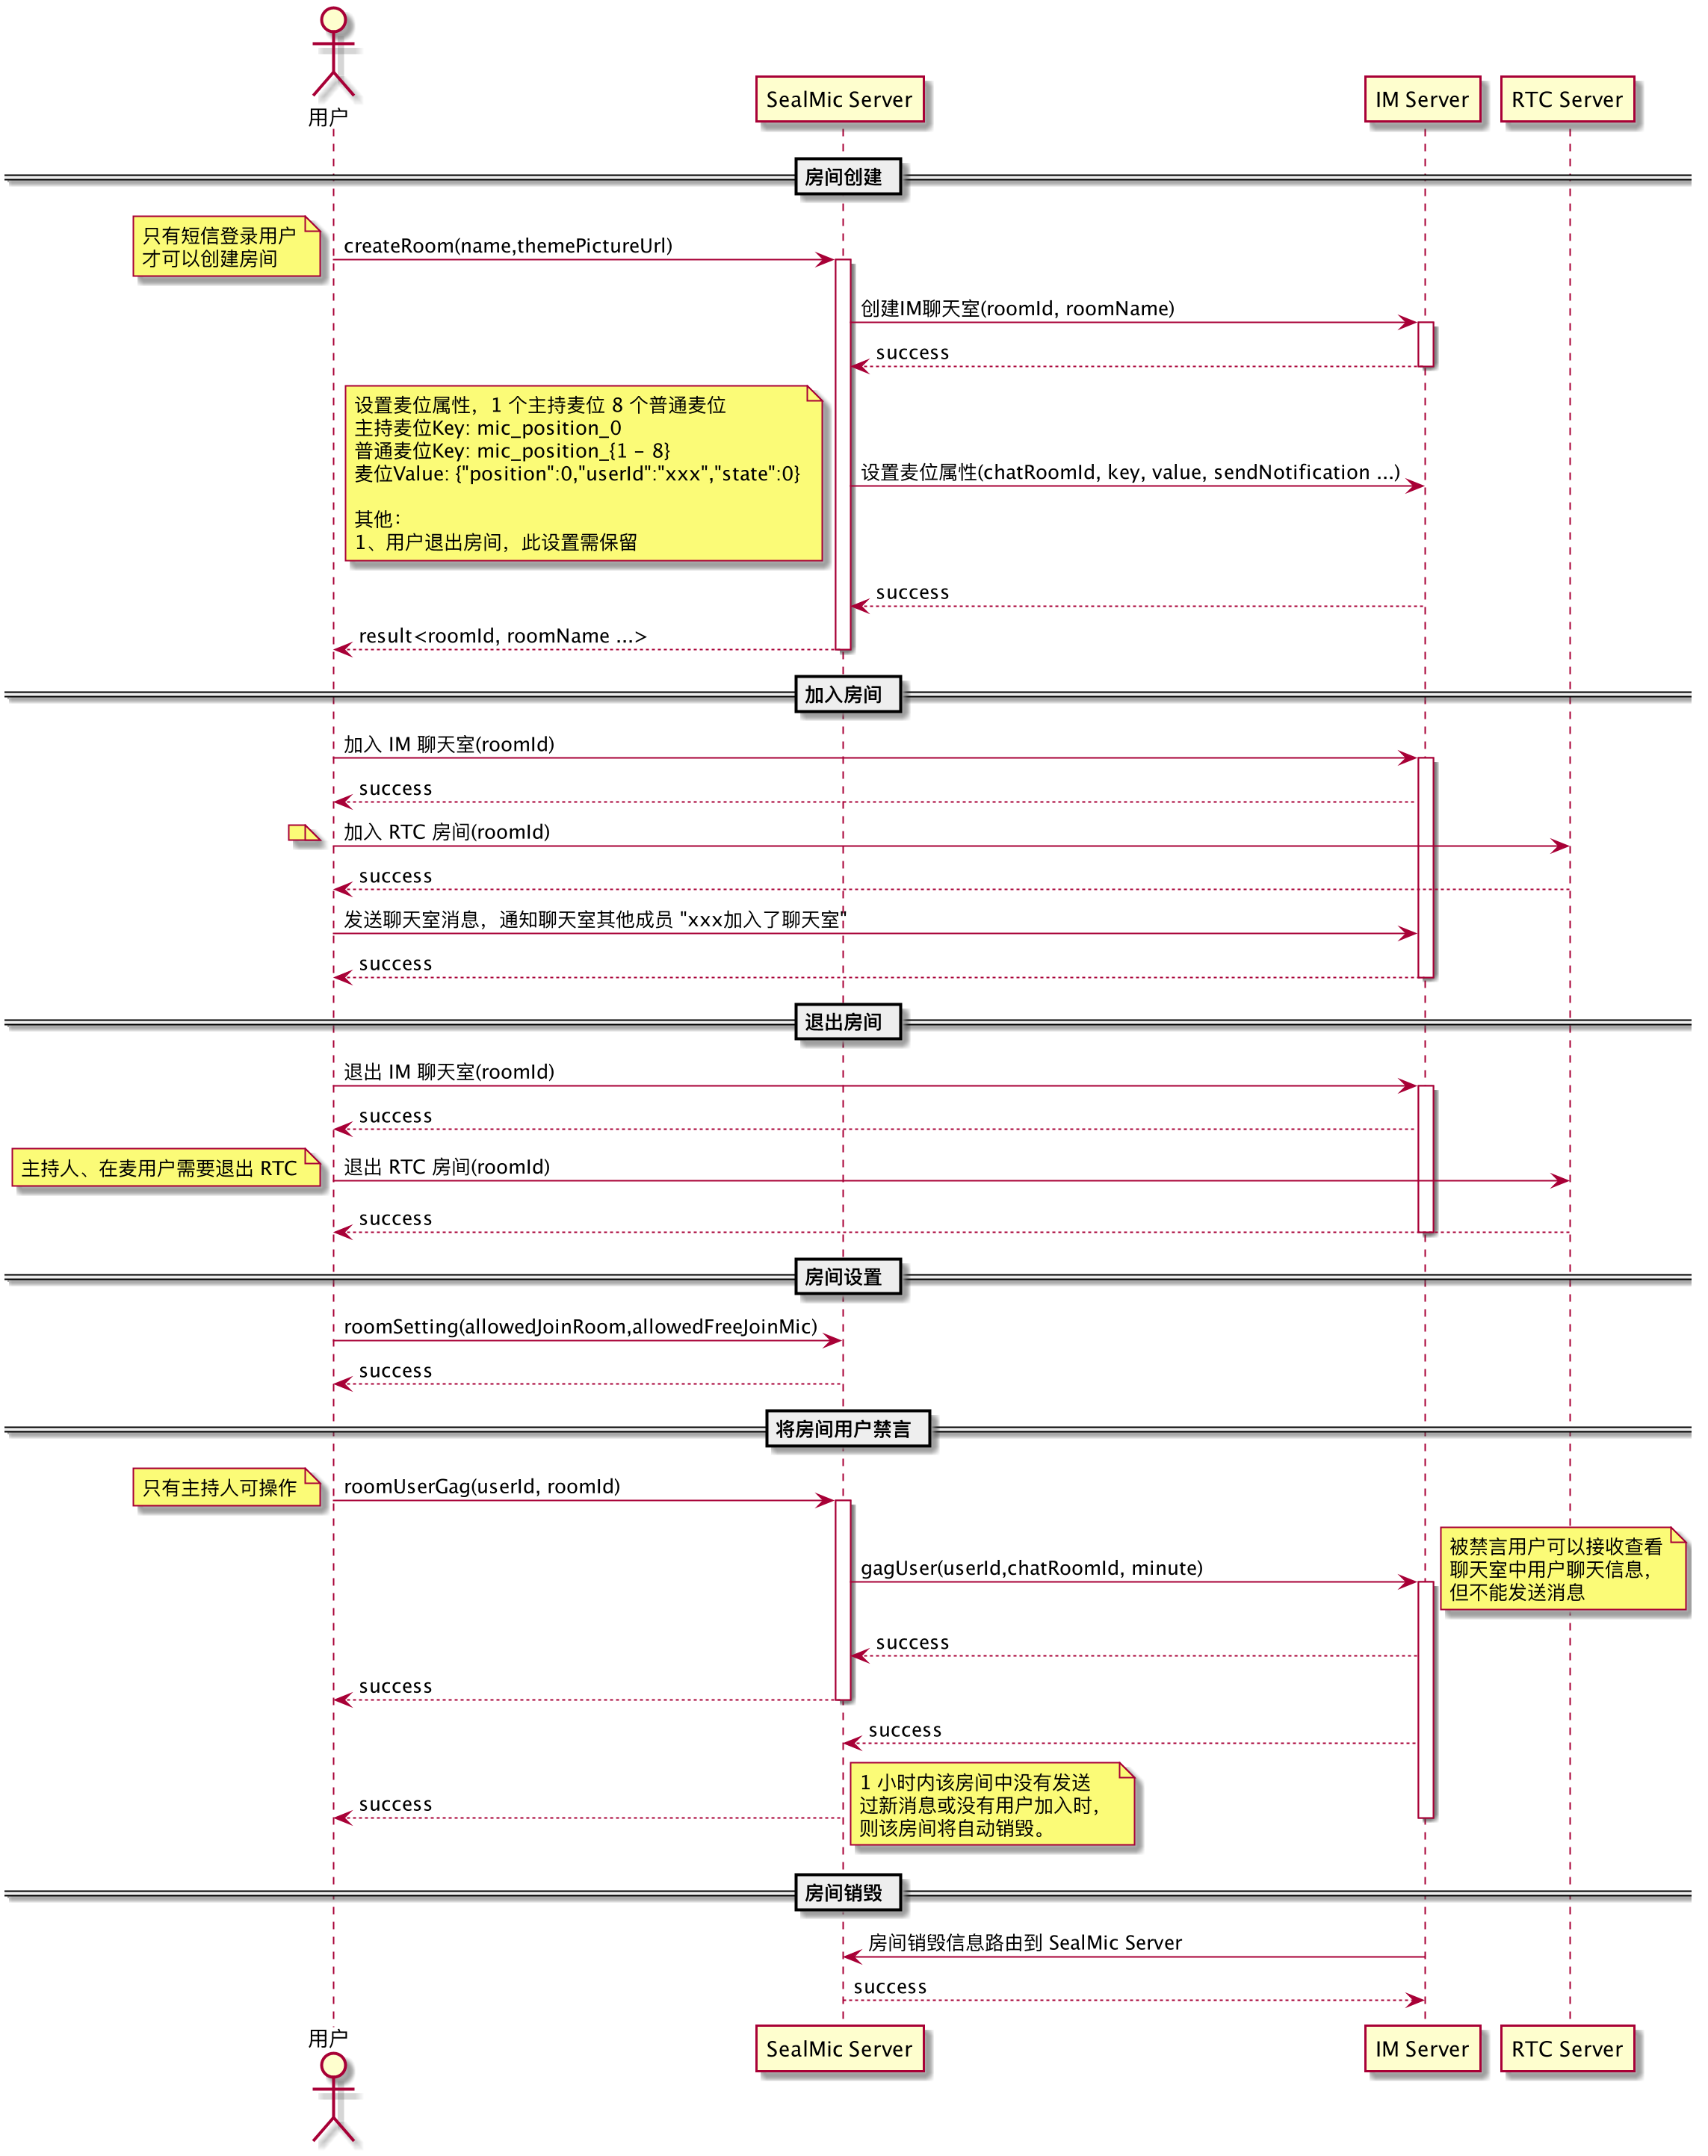 用户
SealMic Server
IM Server
RTC Server
房间创建
只有短信登录用户
才可以创建房间
createRoom(name,themePictureUrl)
创建IM聊天室(roomId, roomName)
success
设置麦位属性，1 个主持麦位 8 个普通麦位
主持麦位Key: mic_position_0
普通麦位Key: mic_position_{1 – 8}
麦位Value: {"position":0,"userId":"xxx","state":0}
其他：
1、用户退出房间，此设置需保留
设置麦位属性(chatRoomId, key, value, sendNotification ...)
success
result<roomId, roomName ...>
加入房间
加入 IM 聊天室(roomId)
success
加入 RTC 房间(roomId)
success
发送聊天室消息，通知聊天室其他成员 "xxx加入了聊天室"
success
退出房间
退出 IM 聊天室(roomId)
success
主持人、在麦用户需要退出 RTC
退出 RTC 房间(roomId)
success
房间设置
roomSetting(allowedJoinRoom,allowedFreeJoinMic)
success
将房间用户禁言
只有主持人可操作
roomUserGag(userId, roomId)
gagUser(userId,chatRoomId, minute)
被禁言用户可以接收查看
聊天室中用户聊天信息，
但不能发送消息
success
success
success
success
1 小时内该房间中没有发送
过新消息或没有用户加入时，
则该房间将自动销毁。
房间销毁
房间销毁信息路由到 SealMic Server
success
用户
SealMic Server
IM Server
RTC Server